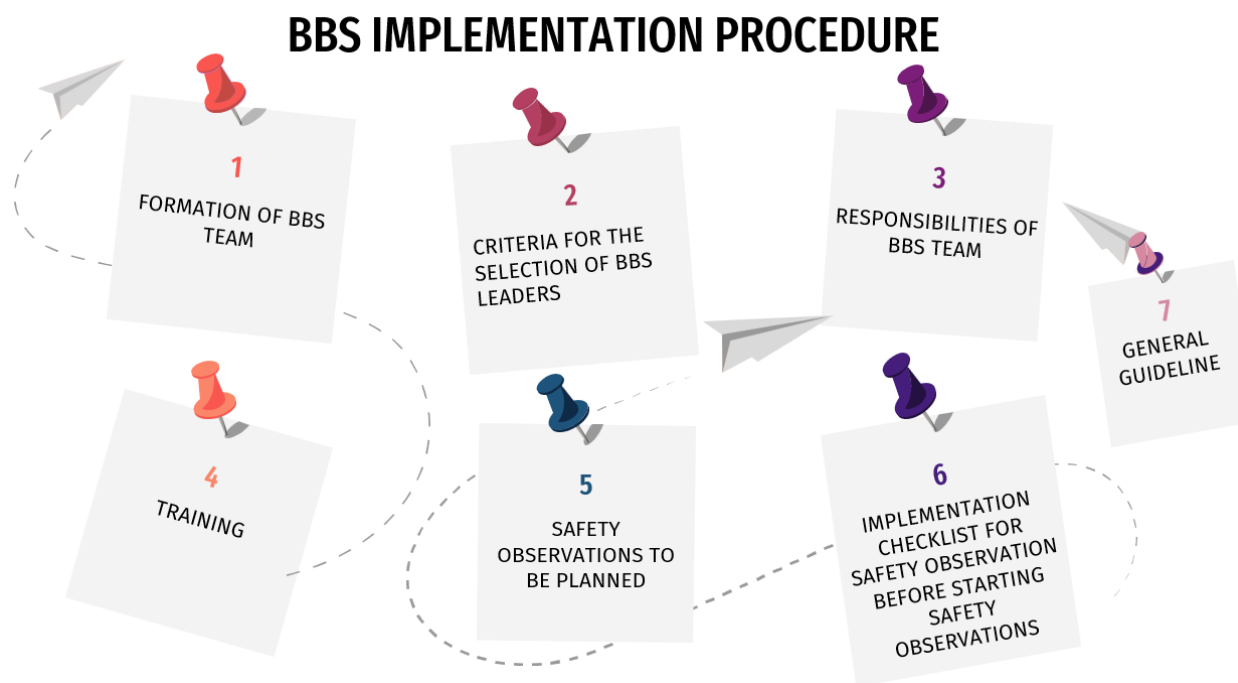 BBS IMPLEMENTATION PROCEDURE
1
FORMATION OF BBS
TEAM
2
CRITERIA FOR THE
SELECTION OF BBS
LEADERS
3
RESPONSIBILITIES OF
BBS TEAM
4
TRAINING
5
SAFETY
OBSERVATIONS TO
BE PLANNED
6
IMPLEMENTATION
CHECKLIST FOR
SAFETY OBSERVATION
BEFORE STARTING
SAFETY
OBSERVATIONS
7
GENERAL
GUIDELINE